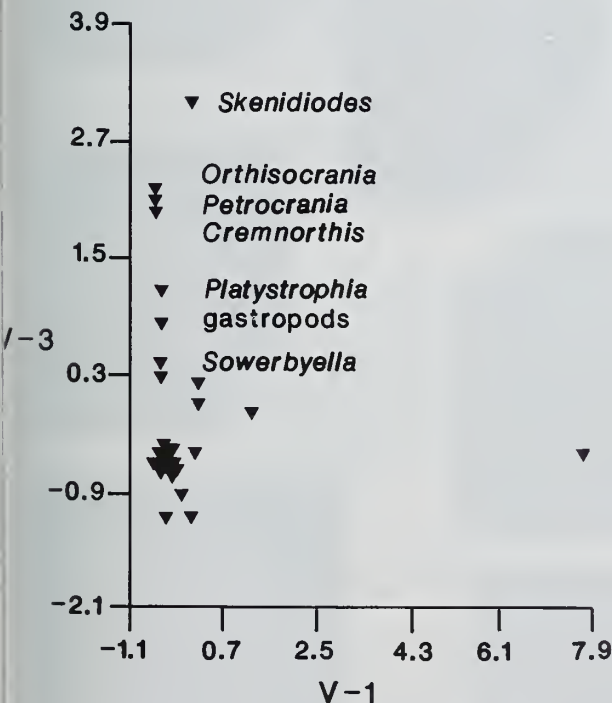 3.9
Skenidiodes
2.7
Orthisocrania
Petrocrania
Cremnorthis
1.5
Platystrophia
gastropods
/-3
Sowerbyella
0.3
-0.9
-2.1
-1.1 0.7 2.5 4.3 6.1 7.9
V-1